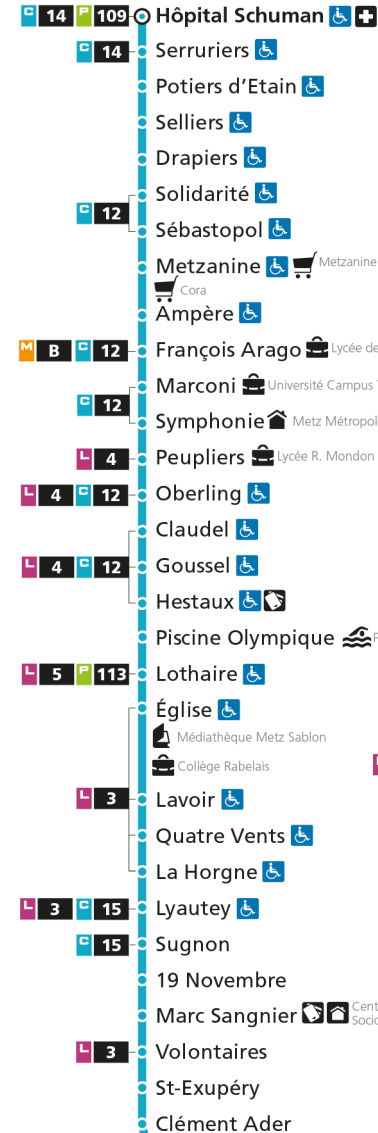 C 14 P 109 Hôpital Schuman
C 14 Serruriers
Potiers d'Etain
Selliers
Drapiers
Solidarité
C 12
Sébastopol
Metzanine Metzanine
Cora
Ampère
M B C 12 François Arago Lycée de
Marconi Université Campus
C 12
Symphonie Metz Métropol
L 4 Peupliers Lycée R. Mondon
L 4 C 12 Oberling
Claudel
L 4 C 12 Goussel
Hestaux
Piscine Olympique
L 5 P 113 Lothaire
Église
Médiathèque Metz Sablon
Collège Rabelais
L 3 Lavoir
Quatre Vents
La Horgne
L 3 C 15 Lyautey
C 15 Sugnon
19 Novembre
Marc Sangnier Cent
Socio
L 3 Volontaires
St-Exupéry
Clément Ader